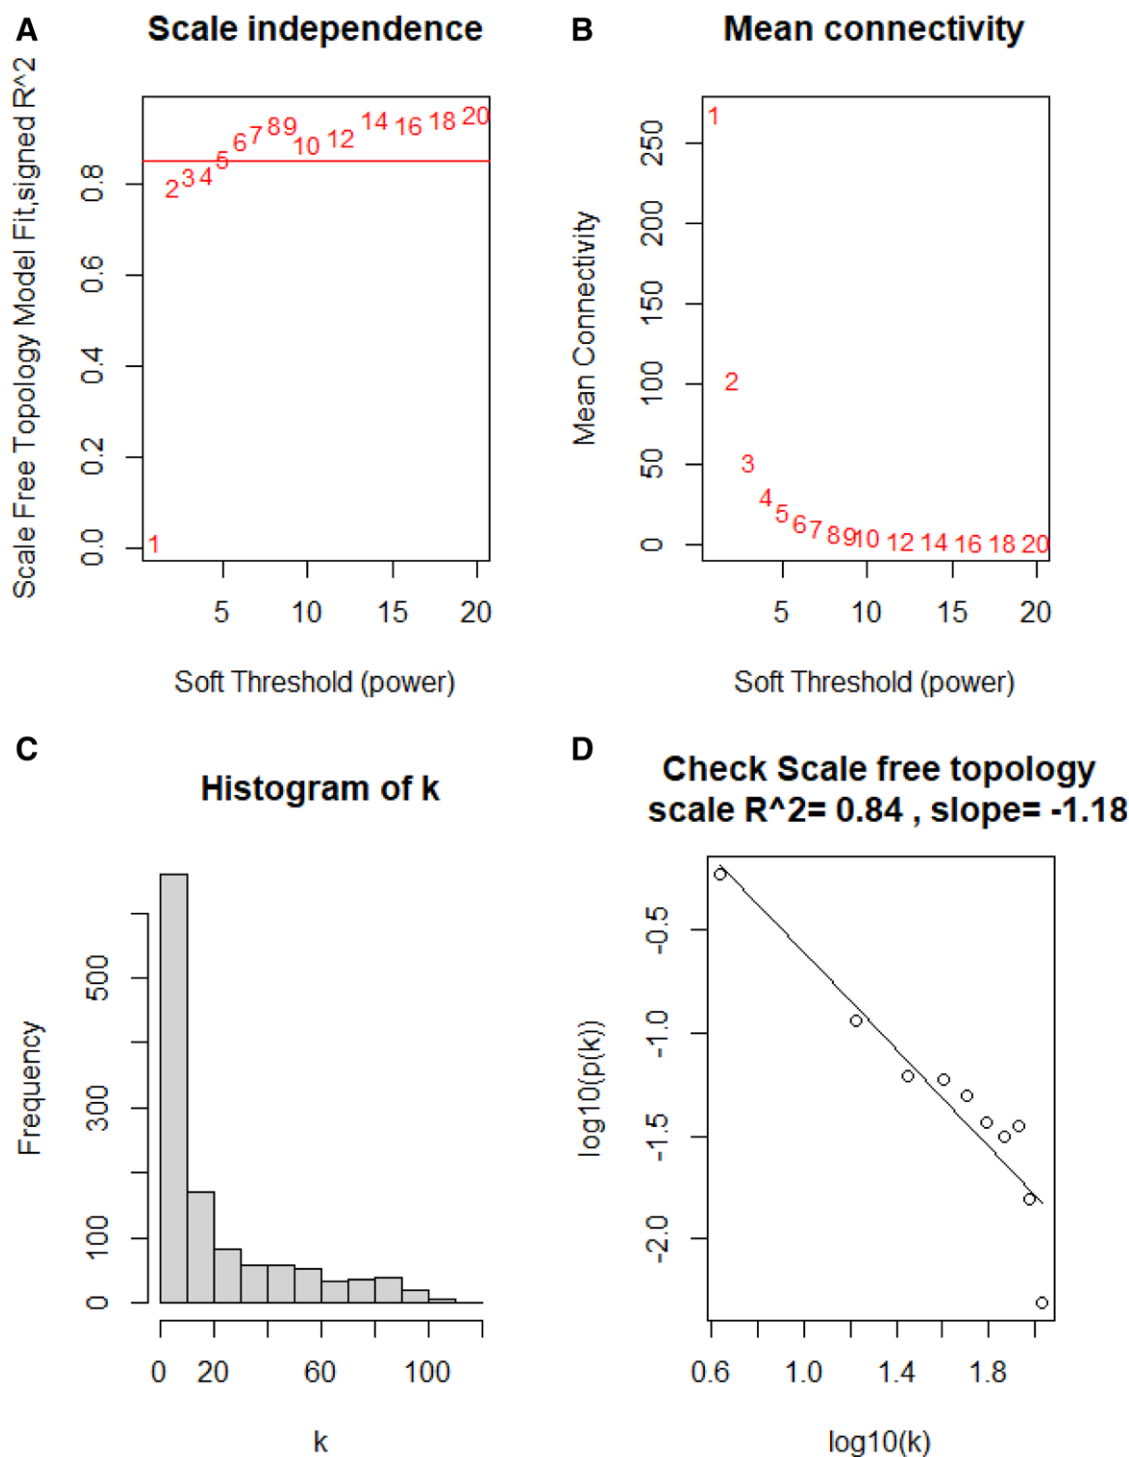 A
Scale independence
Scale Free Topology Model Fit,signed R^2
0.0 0.2 0.4 0.6 0.8
1 2 3 4 5 6 7 8 9 10 12 14 16 18 20
5 10 15 20
Soft Threshold (power)
B
Mean connectivity
Mean Connectivity
0 50 100 150 200 250
1 2 3 4 5 6 7 8 9 10 12 14 16 18 20
5 10 15 20
Soft Threshold (power)
C
Histogram of k
Frequency
0 100 300 500
0 20 60 100
k
D
Check Scale free topology
scale R^2= 0.84 , slope= -1.18
log10(p(k))
-2.0 -1.5 -1.0 -0.5
0.6 1.0 1.4 1.8
log10(k)